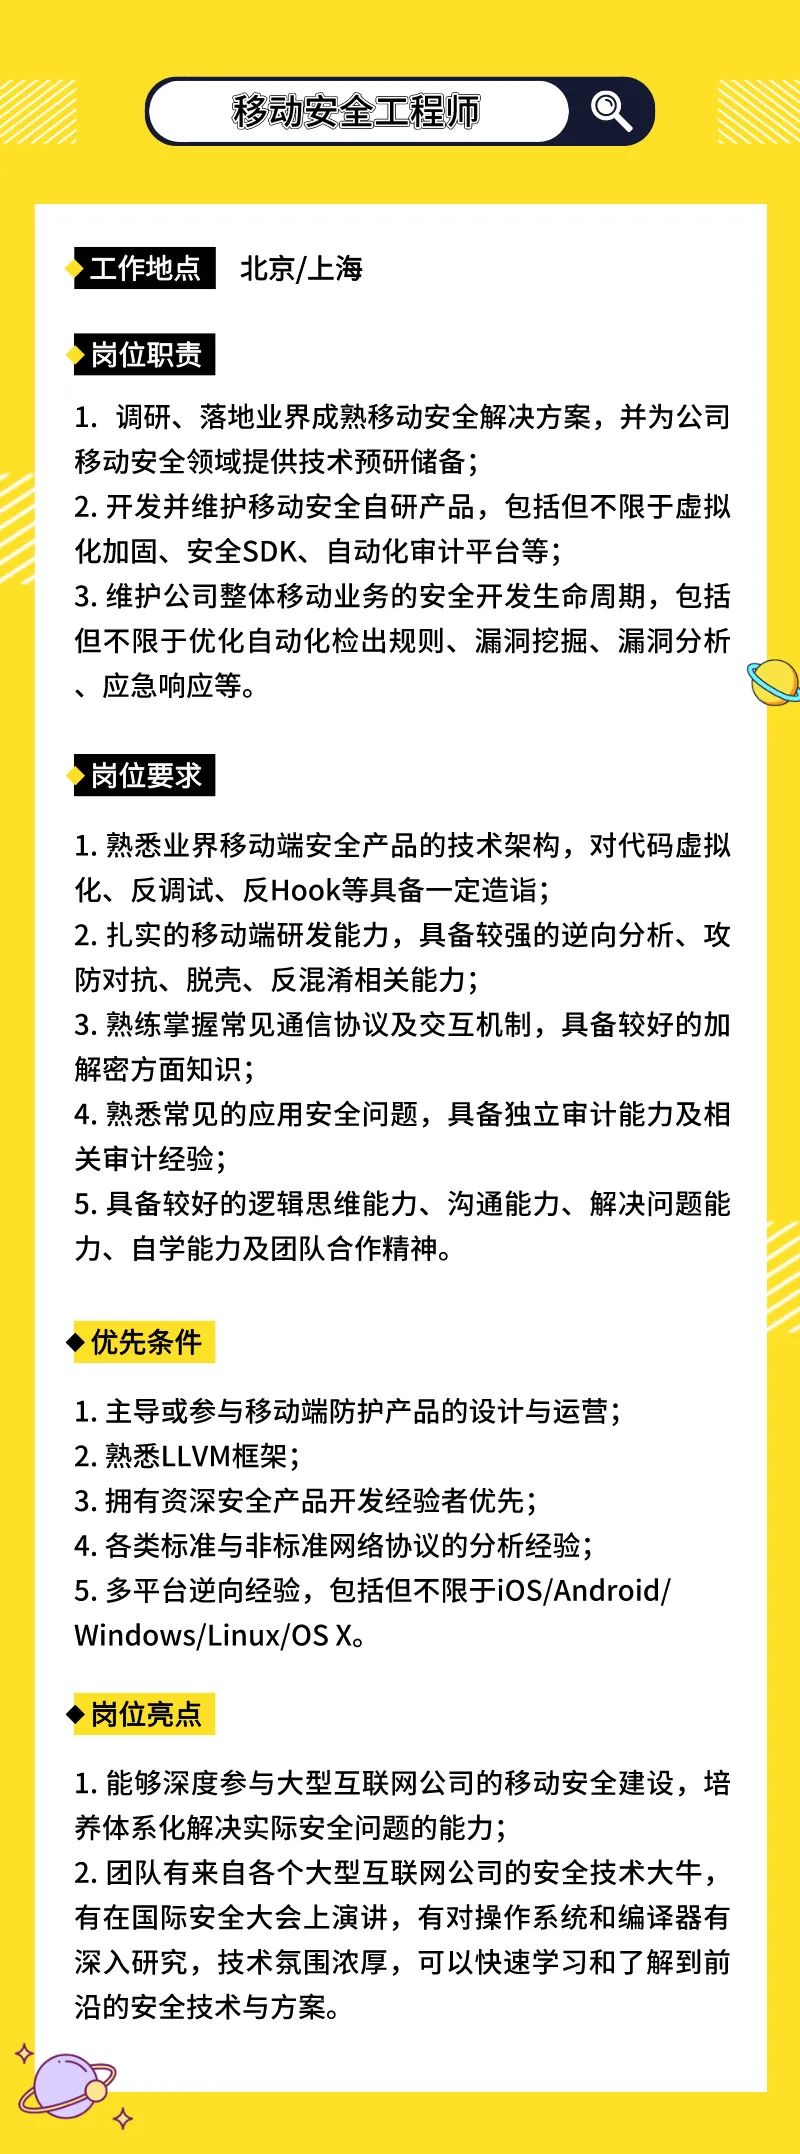 移动安全工程师
工作地点 北京/上海
岗位职责
1. 调研、落地业界成熟移动安全解决方案，并为公司
移动安全领域提供技术预研储备；
2. 开发并维护移动安全自研产品，包括但不限于虚拟
化加固、安全SDK、自动化审计平台等；
3. 维护公司整体移动业务的安全开发生命周期，包括
但不限于优化自动化检出规则、漏洞挖掘、漏洞分析
、应急响应等。
岗位要求
1. 熟悉业界移动端安全产品的技术架构，对代码虚拟
化、反调试、反Hook等具备一定造诣；
2. 扎实的移动端研发能力，具备较强的逆向分析、攻
防对抗、脱壳、反混淆相关能力；
3. 熟练掌握常见通信协议及交互机制，具备较好的加
解密方面知识；
4. 熟悉常见的应用安全问题，具备独立审计能力及相
关审计经验；
5. 具备较好的逻辑思维能力、沟通能力、解决问题能
力、自学能力及团队合作精神。
优先条件
1. 主导或参与移动端防护产品的设计与运营；
2. 熟悉LLVM框架；
3. 拥有资深安全产品开发经验者优先；
4. 各类标准与非标准网络协议的分析经验；
5. 多平台逆向经验，包括但不限于iOS/Android/
Windows/Linux/OS X。
岗位亮点
1. 能够深度参与大型互联网公司的移动安全建设，培
养体系化解决实际安全问题的能力；
2. 团队有来自各个大型互联网公司的安全技术大牛，
有在国际安全大会上演讲，有对操作系统和编译器有
深入研究，技术氛围浓厚，可以快速学习和了解到前
沿的安全技术与方案。